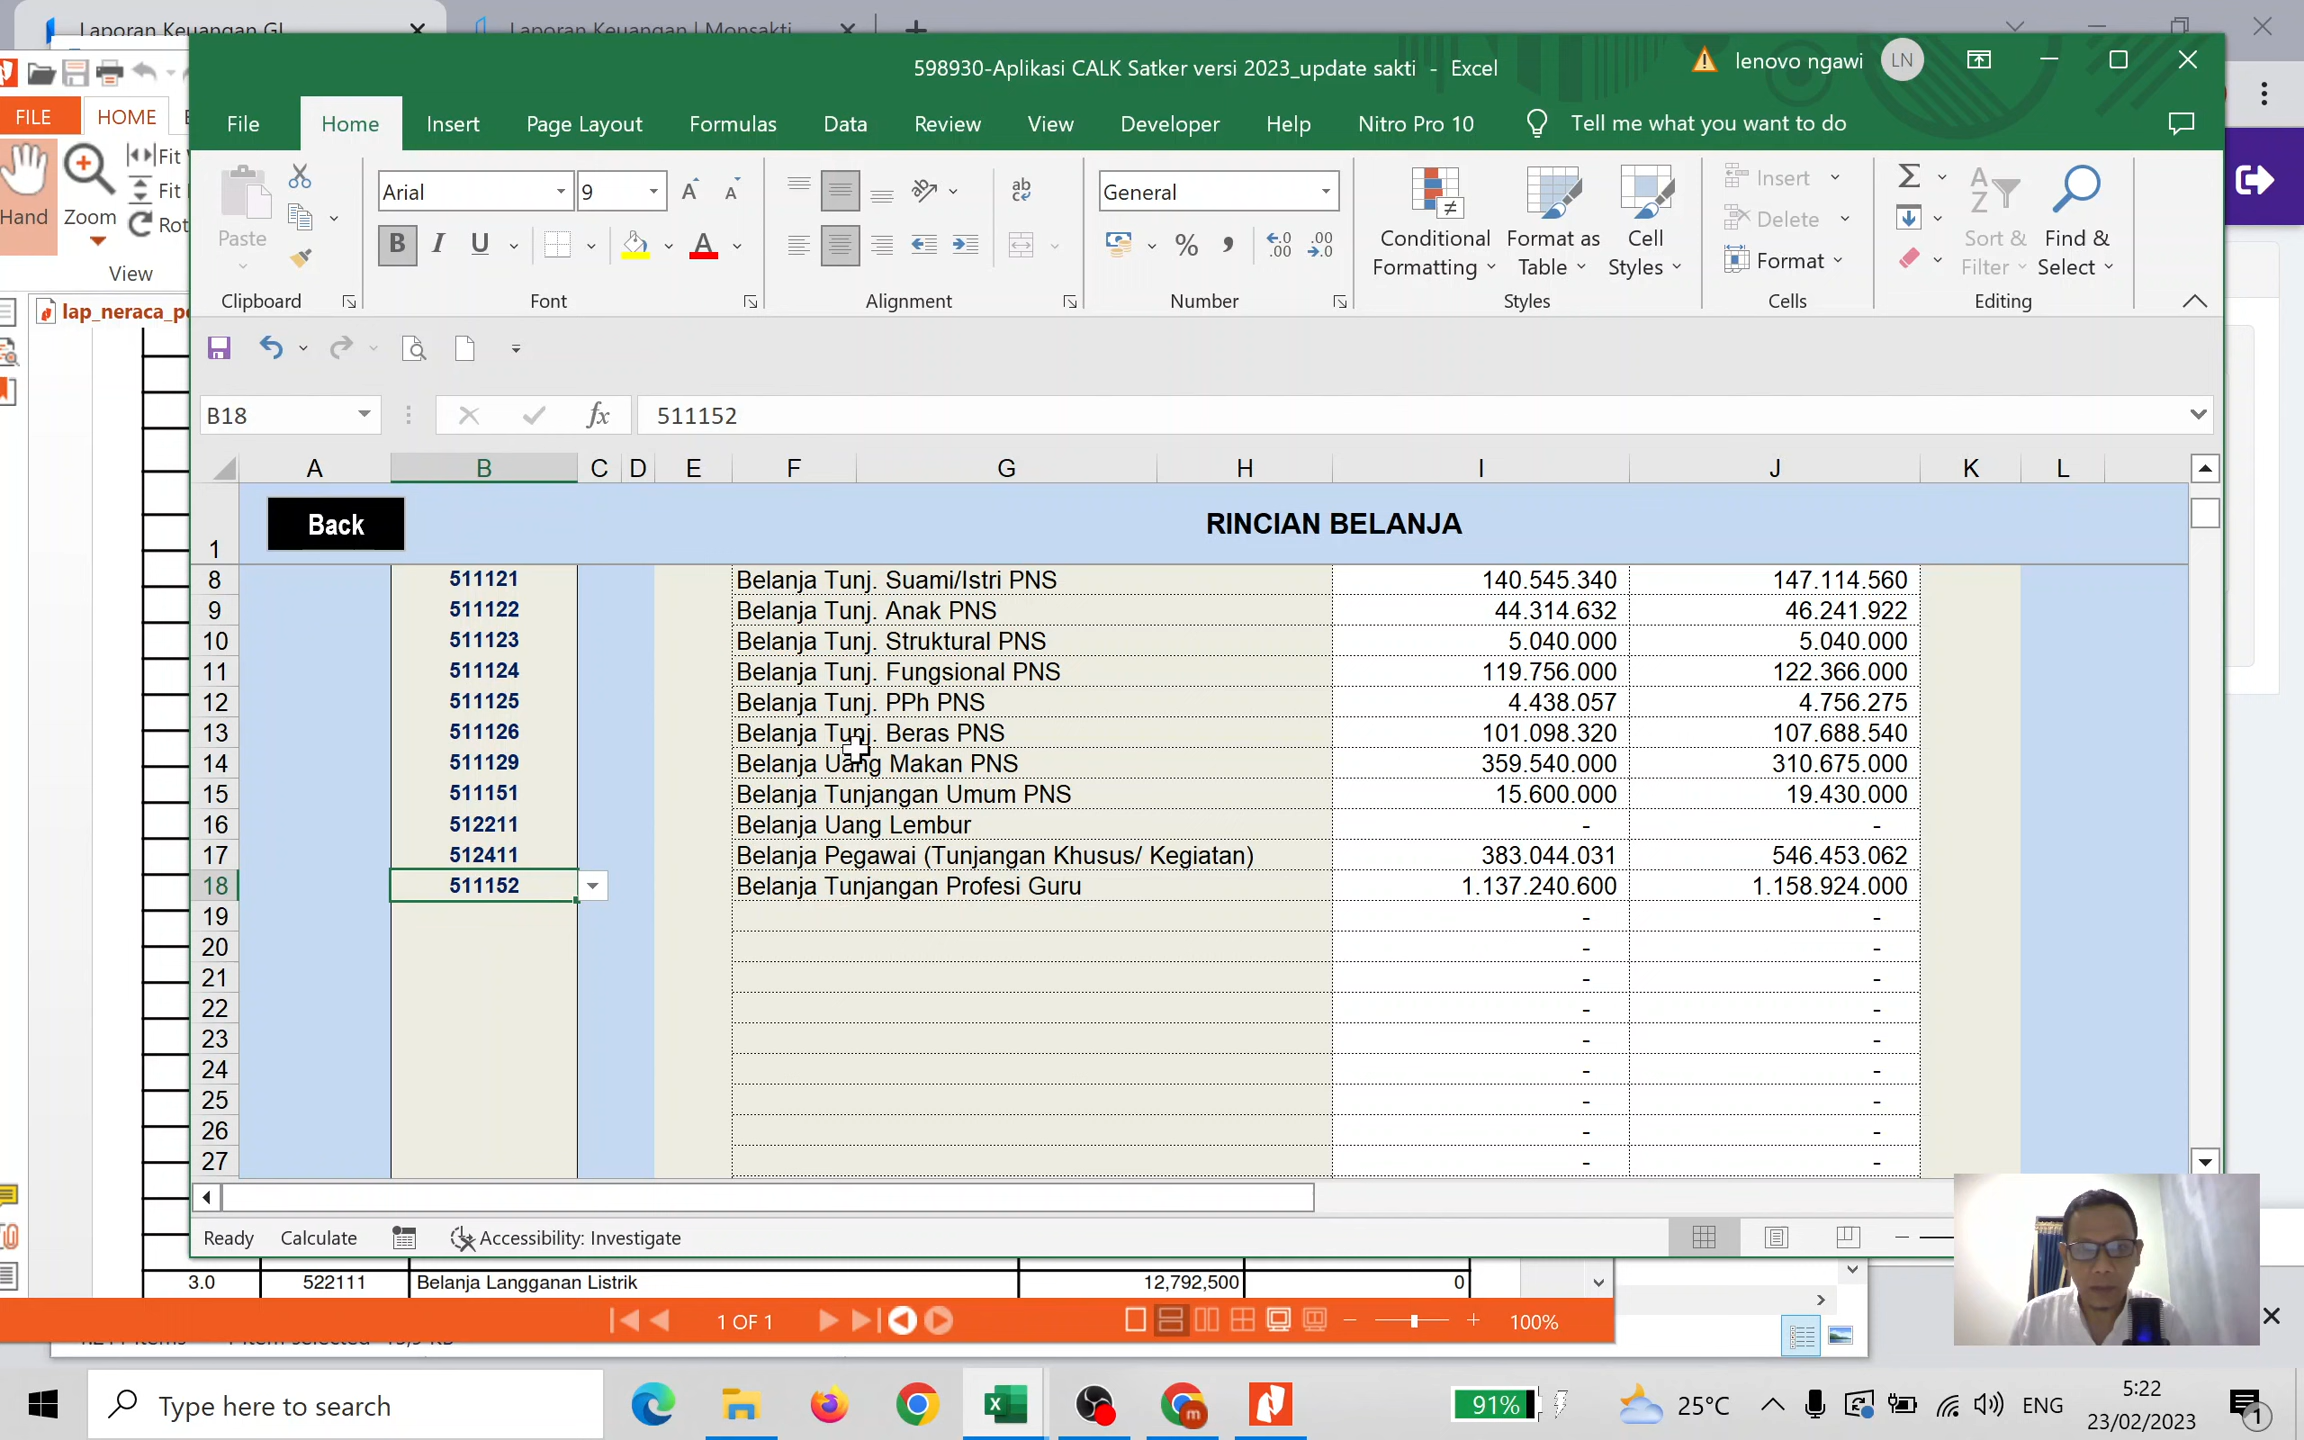 Laporan Keuangan GL
Laporan Keuangan | Monsakti
598930-Aplikasi CALK Satker versi 2023_update sakti - Excel
lenovo ngawi
LN
FILE
HOME
File
Home
Insert
Page Layout
Formulas
Data
Review
View
Developer
Help
Nitro Pro 10
Tell me what you want to do
Hand
Zoom
Fit
Fit
View
Paste
Clipboard
Arial
9
B I U
A
Font
Alignment
General
Number
Conditional Formatting
Format as Table
Cell Styles
Styles
Insert
Delete
Format
Cells
Sort & Filter
Find & Select
Editing
lap_neraca_p
B18
fx
511152
A B C D E F G H I J K L
1
Back
RINCIAN BELANJA
8 511121 Belanja Tunj. Suami/Istri PNS 140.545.340 147.114.560
9 511122 Belanja Tunj. Anak PNS 44.314.632 46.241.922
10 511123 Belanja Tunj. Struktural PNS 5.040.000 5.040.000
11 511124 Belanja Tunj. Fungsional PNS 119.756.000 122.366.000
12 511125 Belanja Tunj. PPh PNS 4.438.057 4.756.275
13 511126 Belanja Tunj. Beras PNS 101.098.320 107.688.540
14 511129 Belanja Uang Makan PNS 359.540.000 310.675.000
15 511151 Belanja Tunjangan Umum PNS 15.600.000 19.430.000
16 512211 Belanja Uang Lembur - -
17 512411 Belanja Pegawai (Tunjangan Khusus/ Kegiatan) 383.044.031 546.453.062
18 511152 Belanja Tunjangan Profesi Guru 1.137.240.600 1.158.924.000
19 - -
20 - -
21 - -
22 - -
23 - -
24 - -
25 - -
26 - -
27 - -
Ready
Calculate
Accessibility: Investigate
3.0 522111 Belanja Langganan Listrik 12,792,500 0
1 OF 1
100%
Type here to search
91%
25°C
ENG
5:22
23/02/2023
1